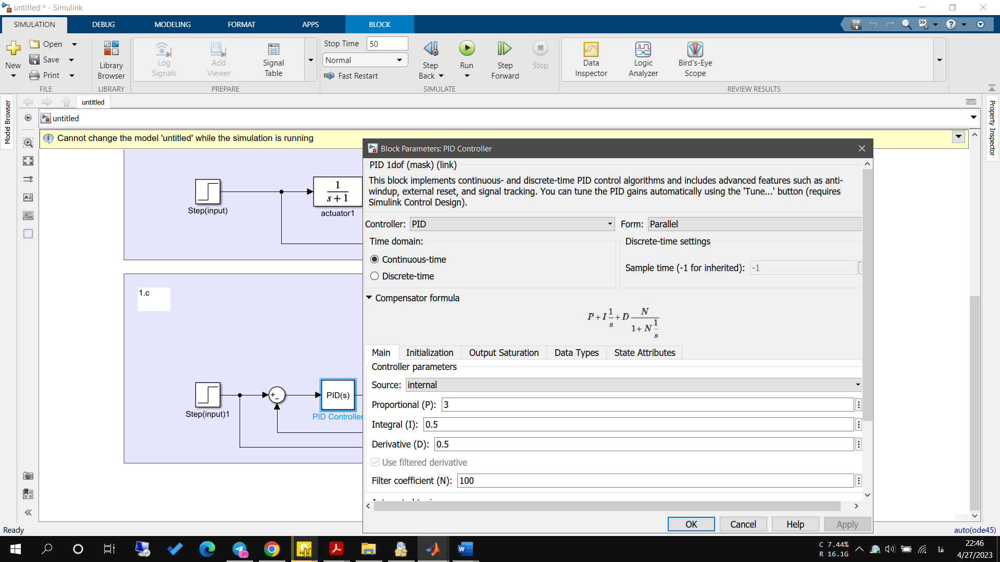 untitled * - Simulink
SIMULATION DEBUG MODELING FORMAT APPS BLOCK
New
Open
Save
Print
FILE
Library Browser
LIBRARY
Log Signals
Add Viewer
Signal Table
PREPARE
Stop Time 50
Normal
Fast Restart
Step Back
Run
Step Forward
Stop
SIMULATE
Data Inspector
Logic Analyzer
Bird's-Eye Scope
REVIEW RESULTS
Model Browser
Property Inspector
untitled
untitled
Cannot change the model 'untitled' while the simulation is running
Step(input)
1
s + 1
actuator1
1.c
Step(input)1
+
−
PID(s)
PID Controller
Block Parameters: PID Controller
PID 1dof (mask) (link)
This block implements continuous- and discrete-time PID control algorithms and includes advanced features such as anti-
windup, external reset, and signal tracking. You can tune the PID gains automatically using the 'Tune...' button (requires
Simulink Control Design).
Controller: PID Form: Parallel
Time domain: Discrete-time settings
Continuous-time
Sample time (-1 for inherited): -1
Discrete-time
Compensator formula
P + I 1/s + D N/(1 + N 1/s)
Main Initialization Output Saturation Data Types State Attributes
Controller parameters
Source: internal
Proportional (P): 3
Integral (I): 0.5
Derivative (D): 0.5
Use filtered derivative
Filter coefficient (N): 100
OK Cancel Help Apply
Ready auto(ode45)
..89
C 7.44%
R 16.1G
فا
22:46
4/27/2023